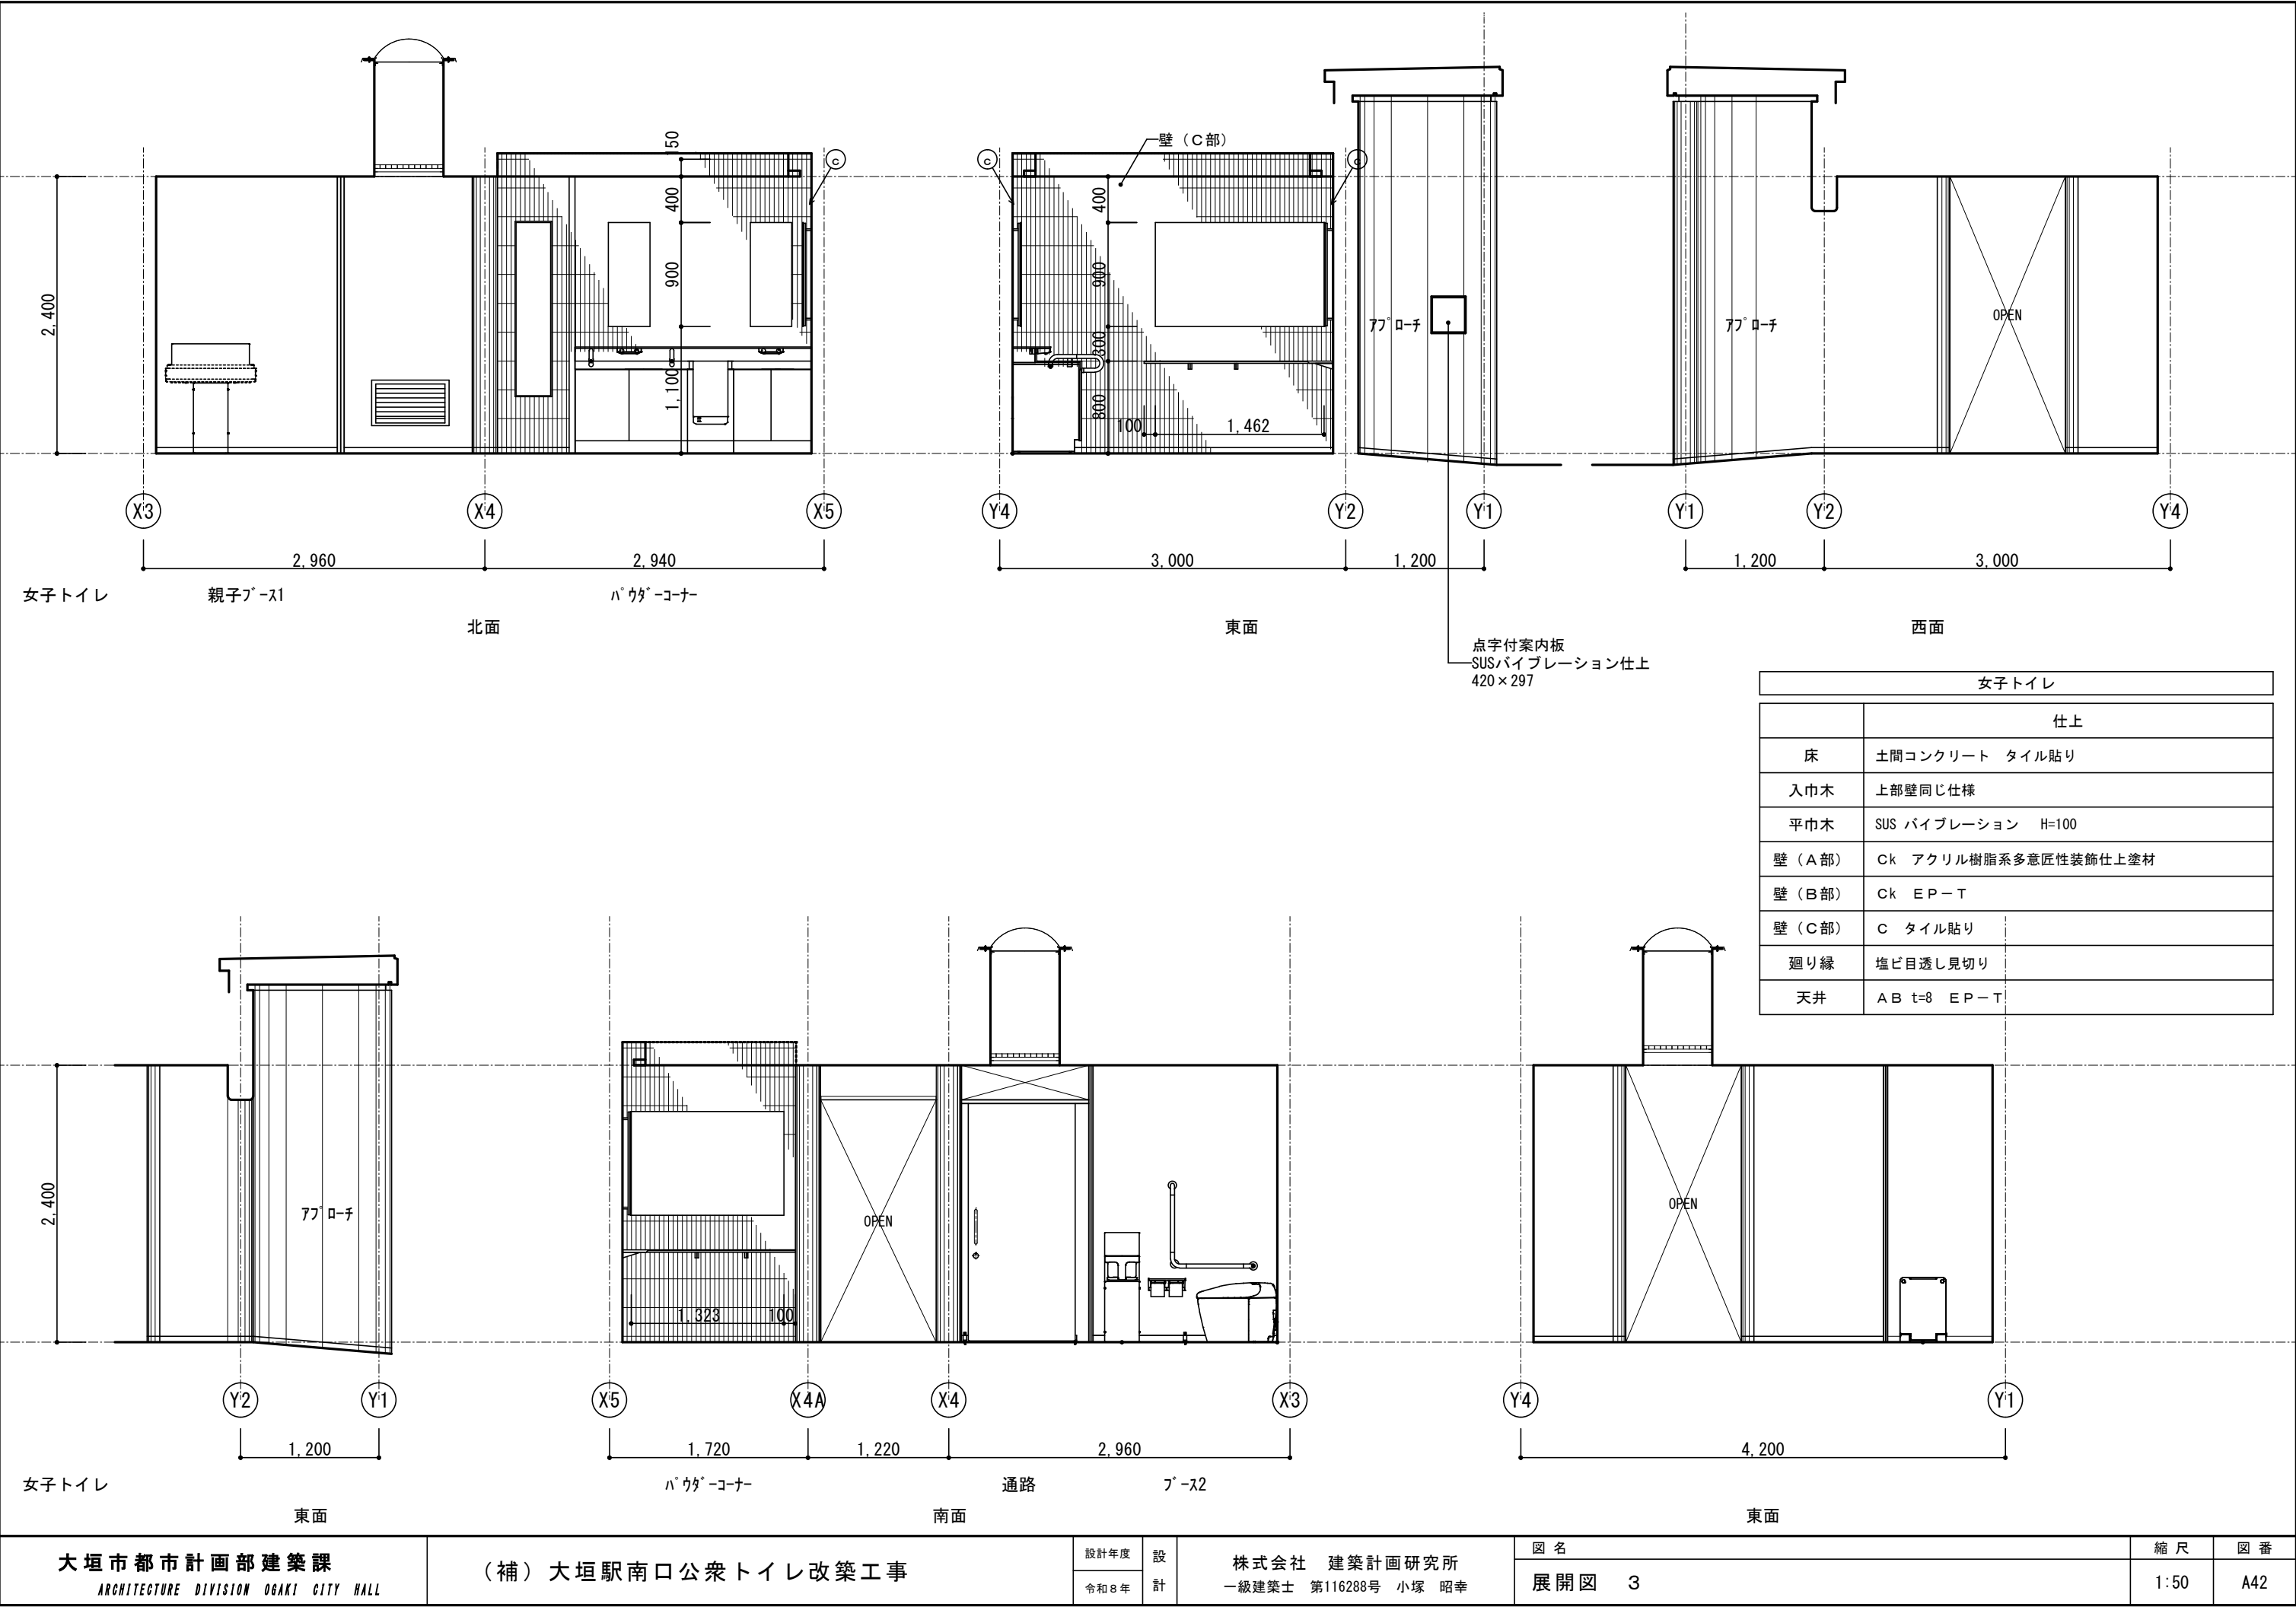 壁（C部）
c
c
c
150
400
900
1,100
2,400
400
900
300
800
100
1,462
ｱﾌﾟﾛｰﾁ
ｱﾌﾟﾛｰﾁ
OPEN
X3
X4
X5
Y4
Y2
Y1
Y1
Y2
Y4
2,960
2,940
3,000
1,200
1,200
3,000
女子トイレ
親子ﾌﾞｰｽ1
ﾊﾟｳﾀﾞｰｺｰﾅｰ
北面
東面
西面
点字付案内板
SUSバイブレーション仕上
420×297
女子トイレ
仕上
床 土間コンクリート タイル貼り
入巾木 上部壁同じ仕様
平巾木 SUS バイブレーション H=100
壁（A部） Ck アクリル樹脂系多意匠性装飾仕上塗材
壁（B部） Ck EP－T
壁（C部） C タイル貼り
廻り縁 塩ビ目透し見切り
天井 AB t=8 EP－T
2,400
ｱﾌﾟﾛｰﾁ
1,323
100
OPEN
OPEN
Y2
Y1
X5
X4A
X4
X3
Y4
Y1
1,200
1,720
1,220
2,960
4,200
女子トイレ
ﾊﾟｳﾀﾞｰｺｰﾅｰ
通路
ﾌﾞｰｽ2
東面
南面
東面
大垣市都市計画部建築課
ARCHITECTURE DIVISION OGAKI CITY HALL
（補）大垣駅南口公衆トイレ改築工事
設計年度
令和８年
設計
株式会社 建築計画研究所
一級建築士 第116288号 小塚 昭幸
図名
展開図 3
縮尺
1:50
図番
A42